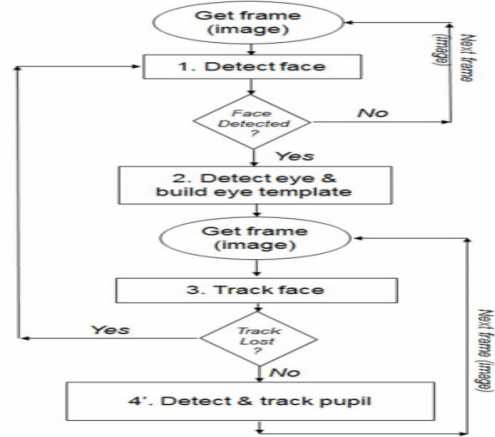 Get frame
(image)
Next frame
(image)
1. Detect face
Face
Detected
?
No
Yes
2. Detect eye &
build eye template
Get frame
(image)
3. Track face
Yes
Track
Lost
?
No
Next frame (image)
4'. Detect & track pupil